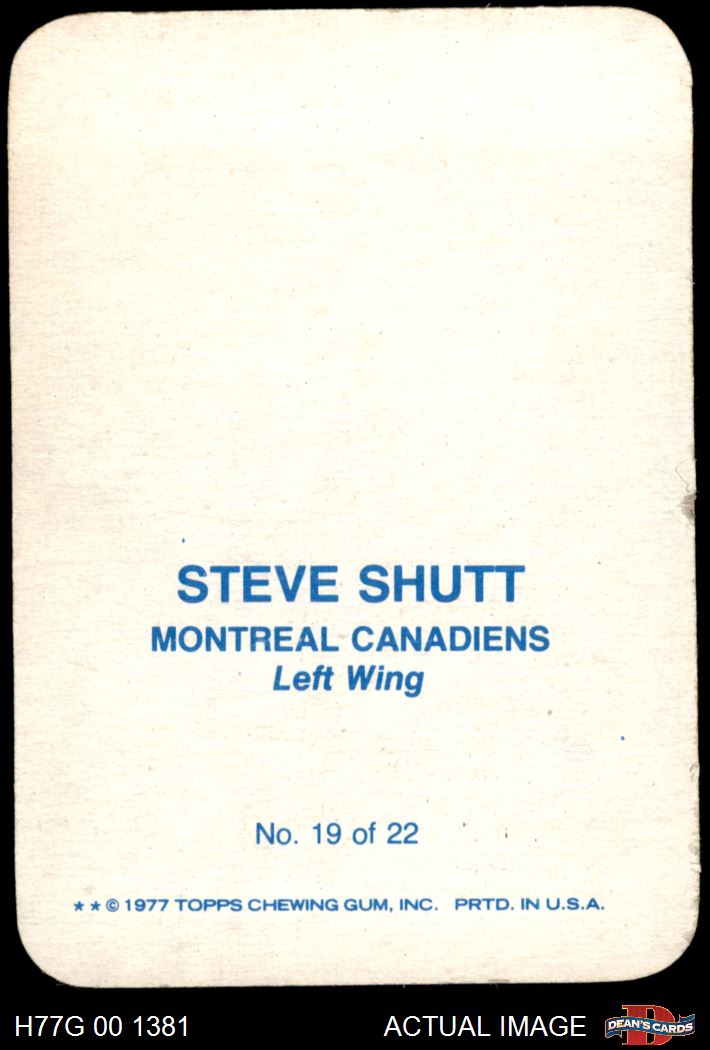 STEVE SHUTT
MONTREAL CANADIENS
Left Wing
No. 19 of 22
★ ★ © 1977 TOPPS CHEWING GUM, INC. PRTD. IN U.S.A.
H77G 00 1381 ACTUAL IMAGE
DEAN'S CARDS